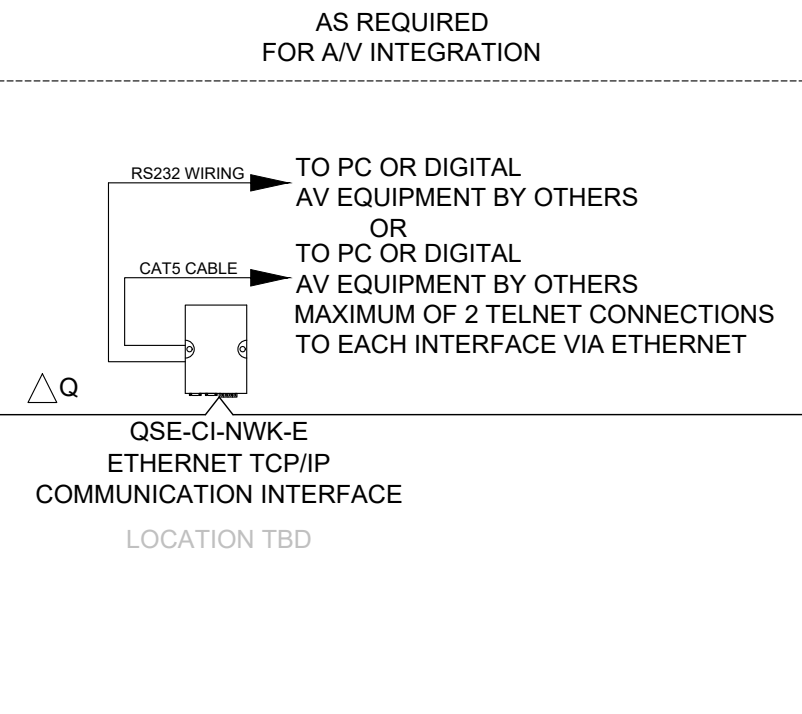 AS REQUIRED
FOR A/V INTEGRATION
RS232 WIRING
TO PC OR DIGITAL
AV EQUIPMENT BY OTHERS
OR
CAT5 CABLE
TO PC OR DIGITAL
AV EQUIPMENT BY OTHERS
MAXIMUM OF 2 TELNET CONNECTIONS
TO EACH INTERFACE VIA ETHERNET
Q
QSE-CI-NWK-E
ETHERNET TCP/IP
COMMUNICATION INTERFACE
LOCATION TBD